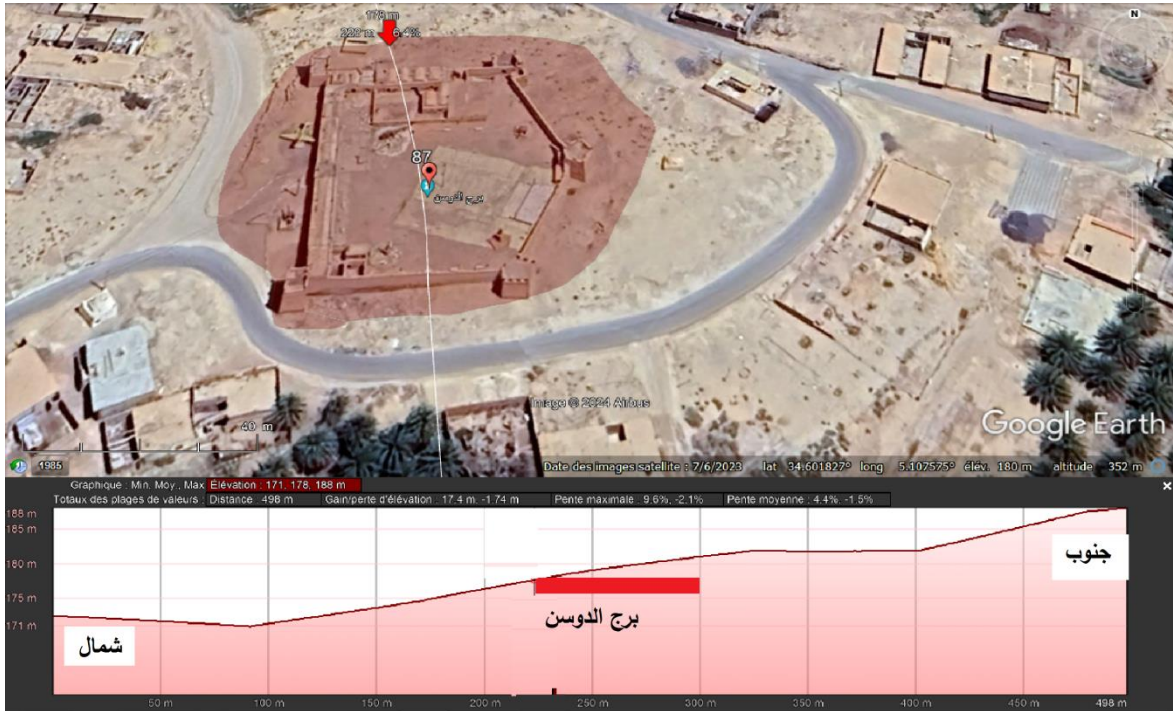 N
178 m
228 m 6.4%
87
برج الدوسن
Image © 2024 Airbus
40 m
Google Earth
1985
Date des images satellite : 7/6/2023 lat 34.601827° long 5.107575° élév. 180 m altitude 352 m
Graphique : Min, Moy., Max Élévation : 171, 178, 188 m
Totaux des plages de valeurs : Distance : 498 m Gain/perte d'élévation : 17.4 m, -1.74 m Pente maximale : 9.6%, -2.1% Pente moyenne : 4.4%, -1.5%
188 m
185 m
جنوب
180 m
175 m
برج الدوسن
171 m
شمال
50 m 100 m 150 m 200 m 250 m 300 m 350 m 400 m 450 m 498 m